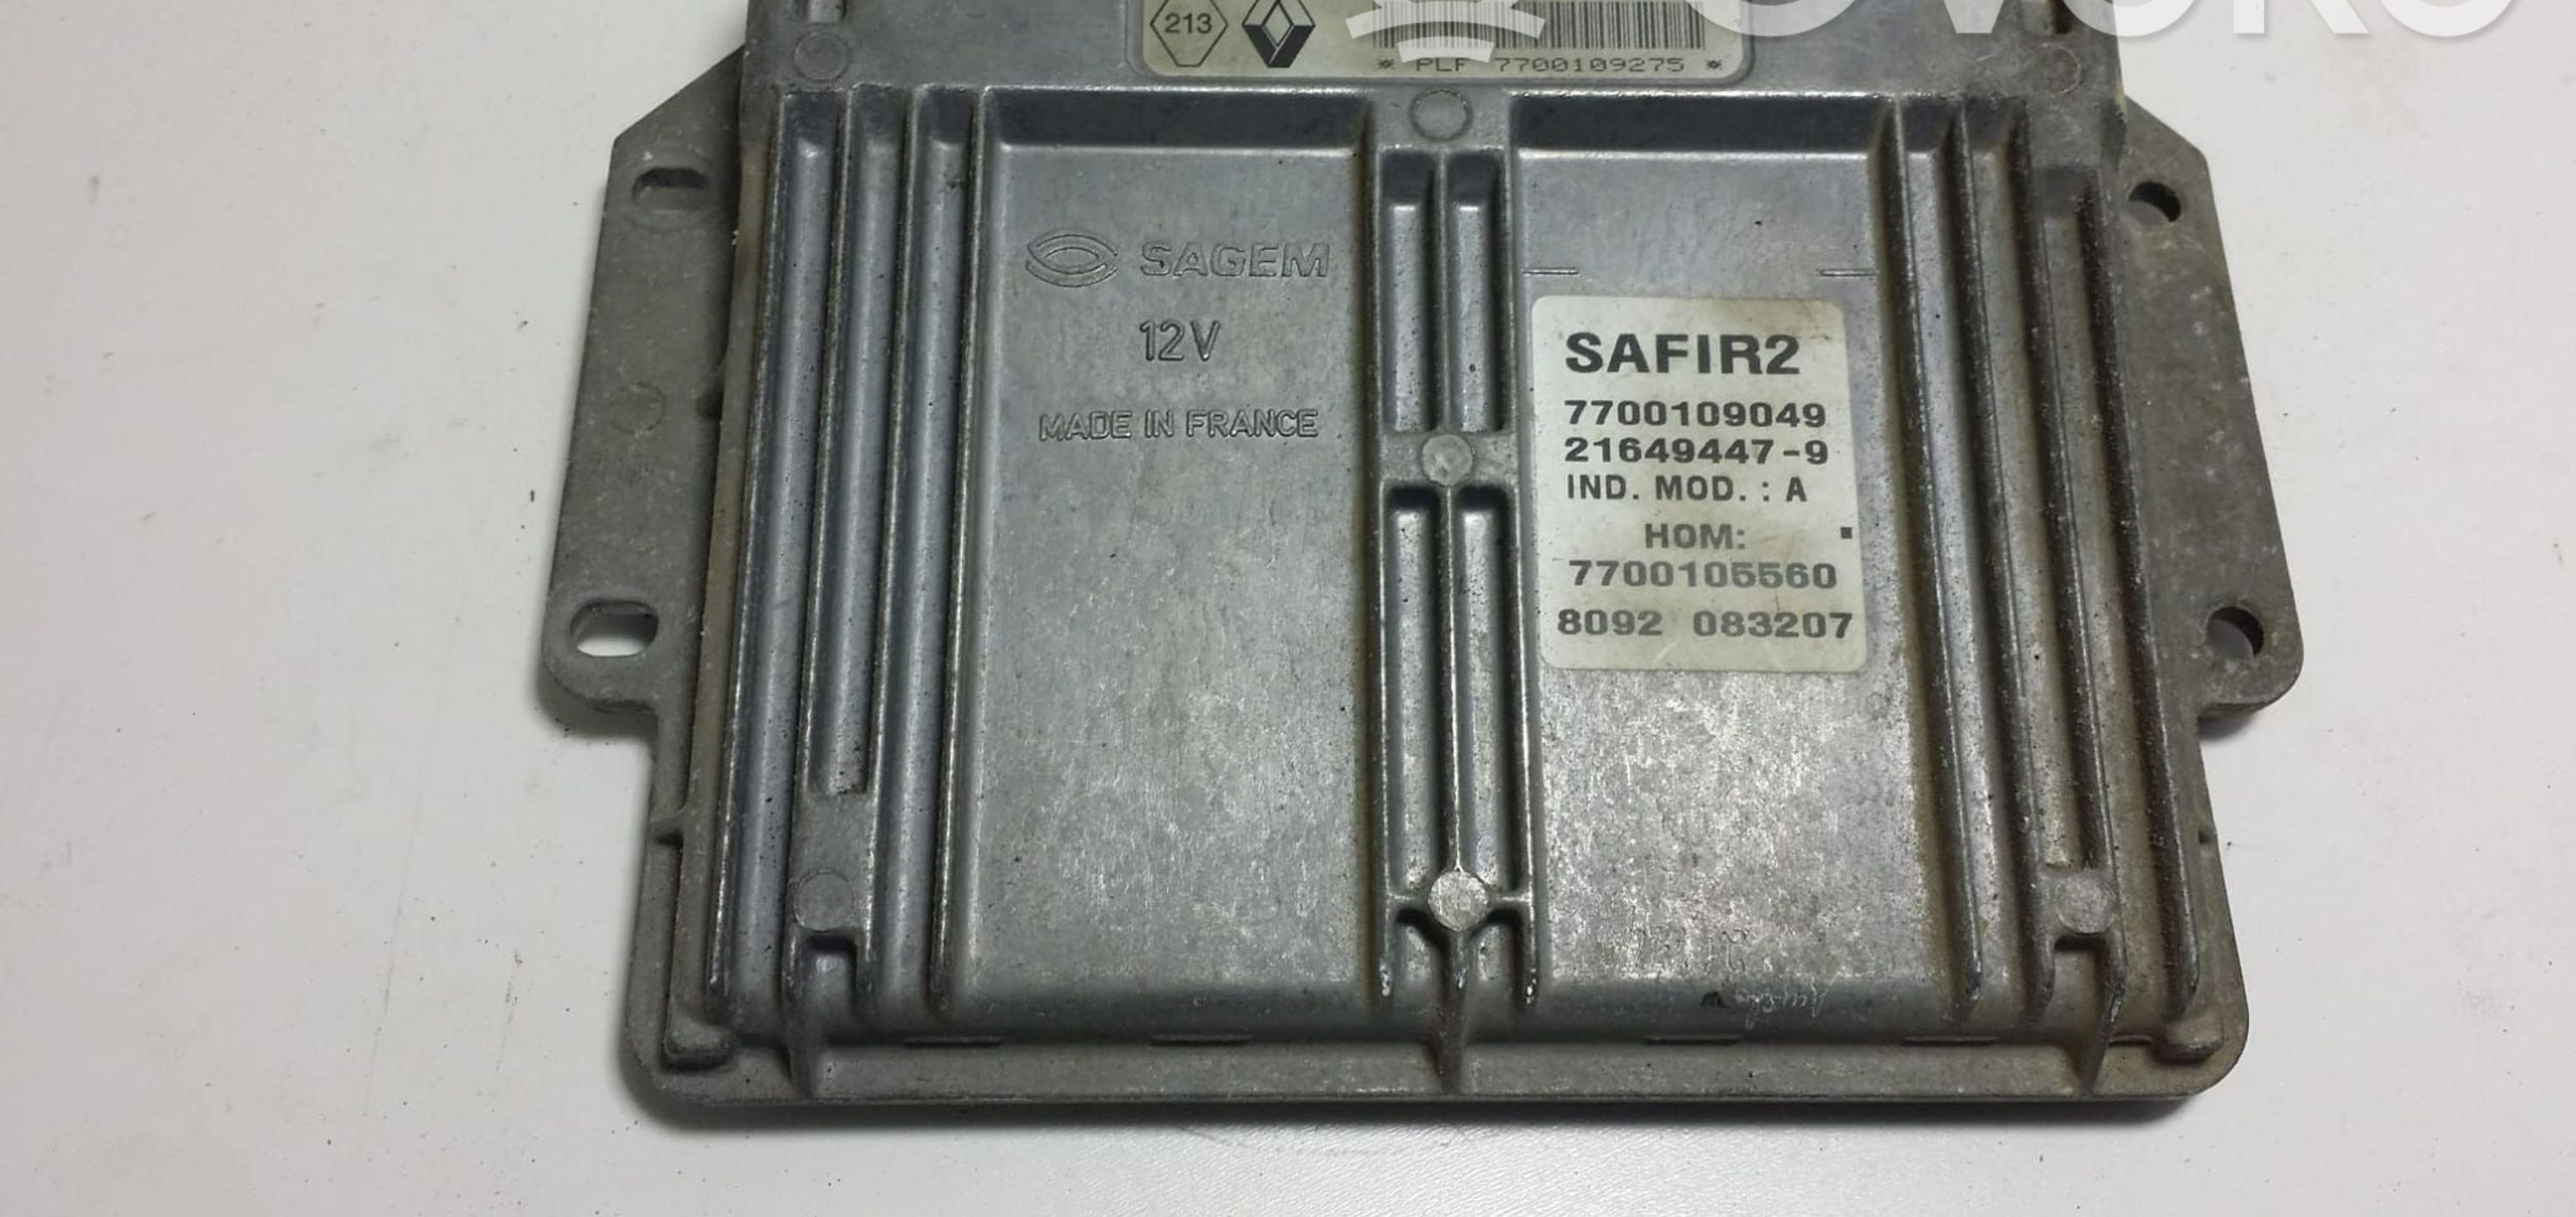 213
* PLF 7700109275 *
SAGEM
12V
MADE IN FRANCE
SAFIR2
7700109049
21649447-9
IND. MOD. : A
HOM:
7700105560
8092 083207